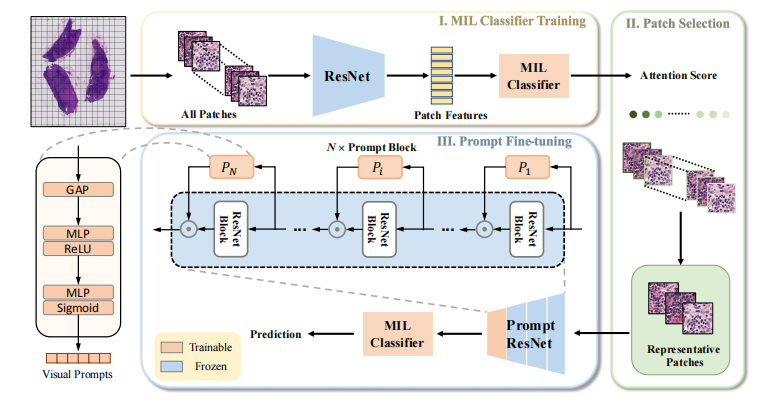 I. MIL Classifier Training
II. Patch Selection
ResNet
MIL
Classifier
Attention Score
All Patches
Patch Features
III. Prompt Fine-tuning
N × Prompt Block
P_N
P_i
P_1
GAP
MLP
ReLU
MLP
Sigmoid
Visual Prompts
ResNet
Block
...
ResNet
Block
...
ResNet
Block
Prediction
MIL
Classifier
Prompt
ResNet
Representative
Patches
Trainable
Frozen